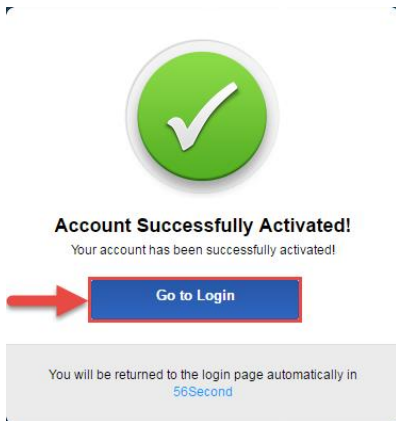 Account Successfully Activated!
Your account has been successfully activated!
Go to Login
You will be returned to the login page automatically in
56Second